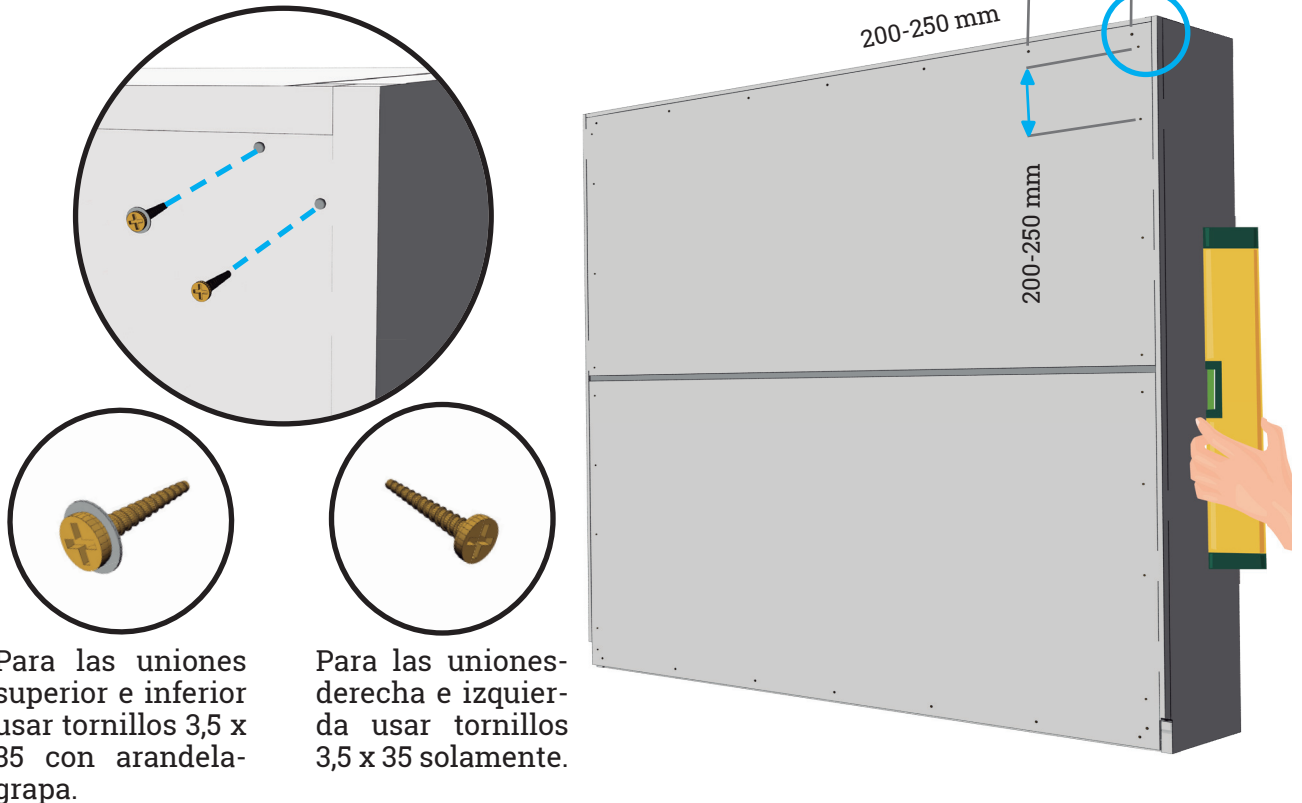 200-250 mm
200-250 mm
Para las uniones
superior e inferior
usar tornillos 3,5 x
35 con arandela-
grapa.
Para las uniones-
derecha e izquier-
da usar tornillos
3,5 x 35 solamente.